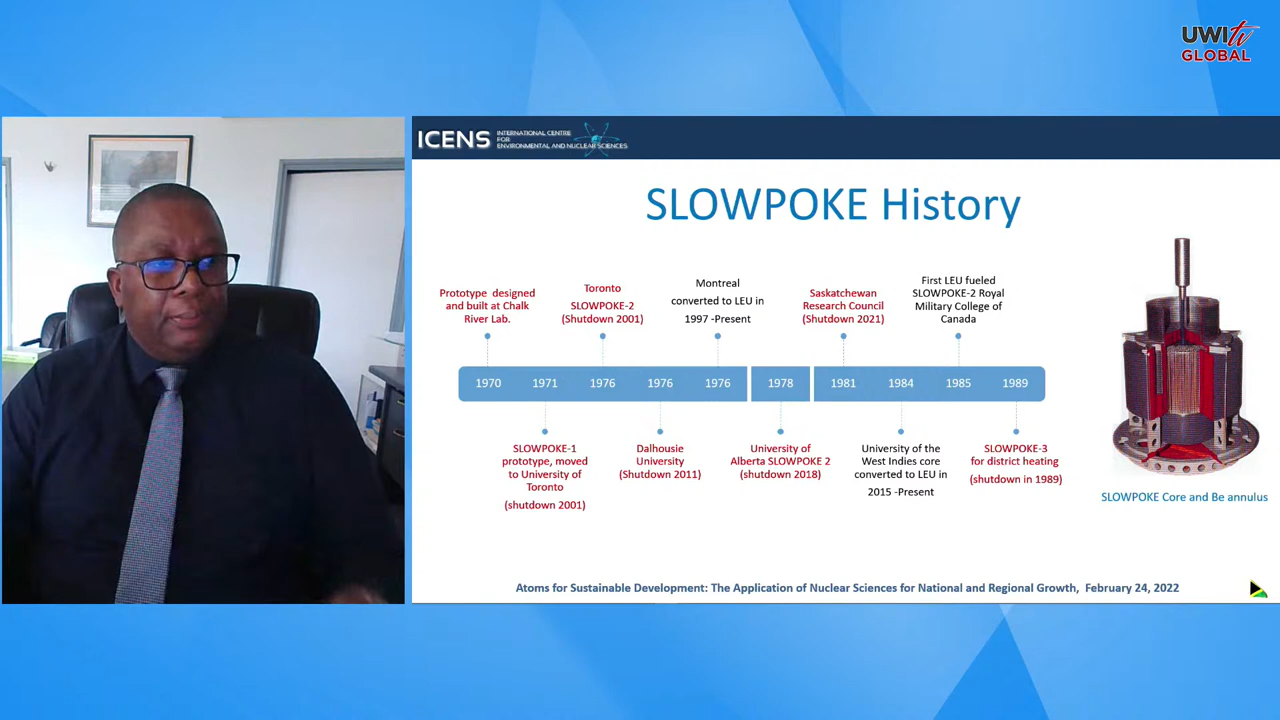 UWItv
GLOBAL
ICENS
INTERNATIONAL CENTRE
FOR
ENVIRONMENTAL AND NUCLEAR SCIENCES
SLOWPOKE History
Prototype designed
and built at Chalk
River Lab.
Toronto
SLOWPOKE-2
(Shutdown 2001)
Montreal
converted to LEU in
1997 -Present
Saskatchewan
Research Council
(Shutdown 2021)
First LEU fueled
SLOWPOKE-2 Royal
Military College of
Canada
1970 1971 1976 1976 1976 1978 1981 1984 1985 1989
SLOWPOKE-1
prototype, moved
to University of
Toronto
(shutdown 2001)
Dalhousie
University
(Shutdown 2011)
University of
Alberta SLOWPOKE 2
(shutdown 2018)
University of the
West Indies core
converted to LEU in
2015 -Present
SLOWPOKE-3
for district heating
(shutdown in 1989)
SLOWPOKE Core and Be annulus
Atoms for Sustainable Development: The Application of Nuclear Sciences for National and Regional Growth, February 24, 2022